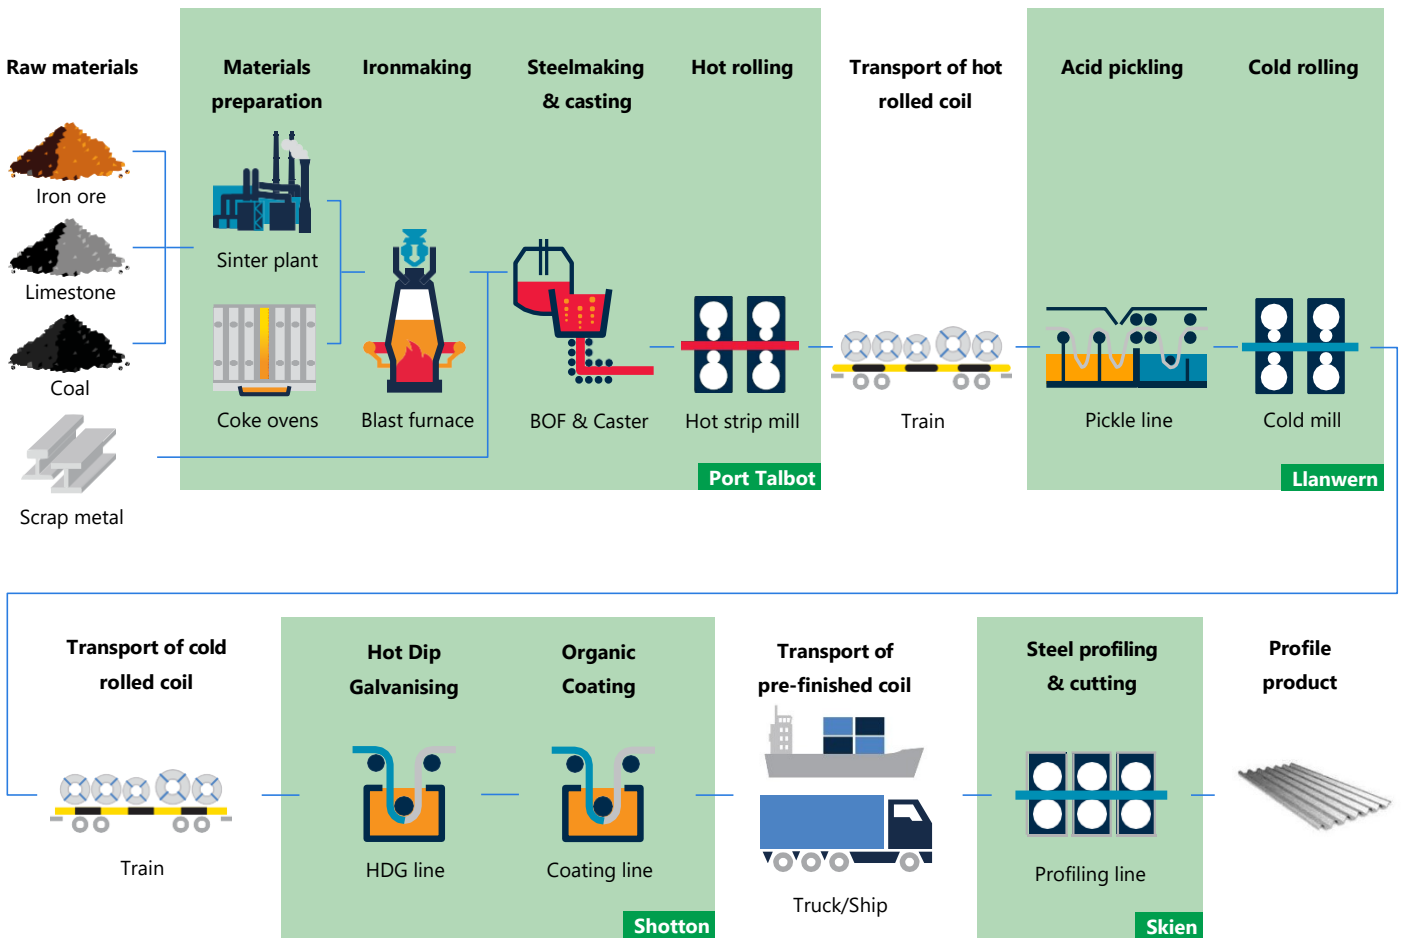 Raw materials
Materials
preparation
Ironmaking
Steelmaking
& casting
Hot rolling
Transport of hot
rolled coil
Acid pickling
Cold rolling
Iron ore
Limestone
Coal
Scrap metal
Sinter plant
Coke ovens
Blast furnace
BOF & Caster
Hot strip mill
Port Talbot
Train
Pickle line
Cold mill
Llanwern
Transport of cold
rolled coil
Hot Dip
Galvanising
Organic
Coating
Transport of
pre-finished coil
Steel profiling
& cutting
Profile
product
Train
HDG line
Coating line
Shotton
Truck/Ship
Profiling line
Skien